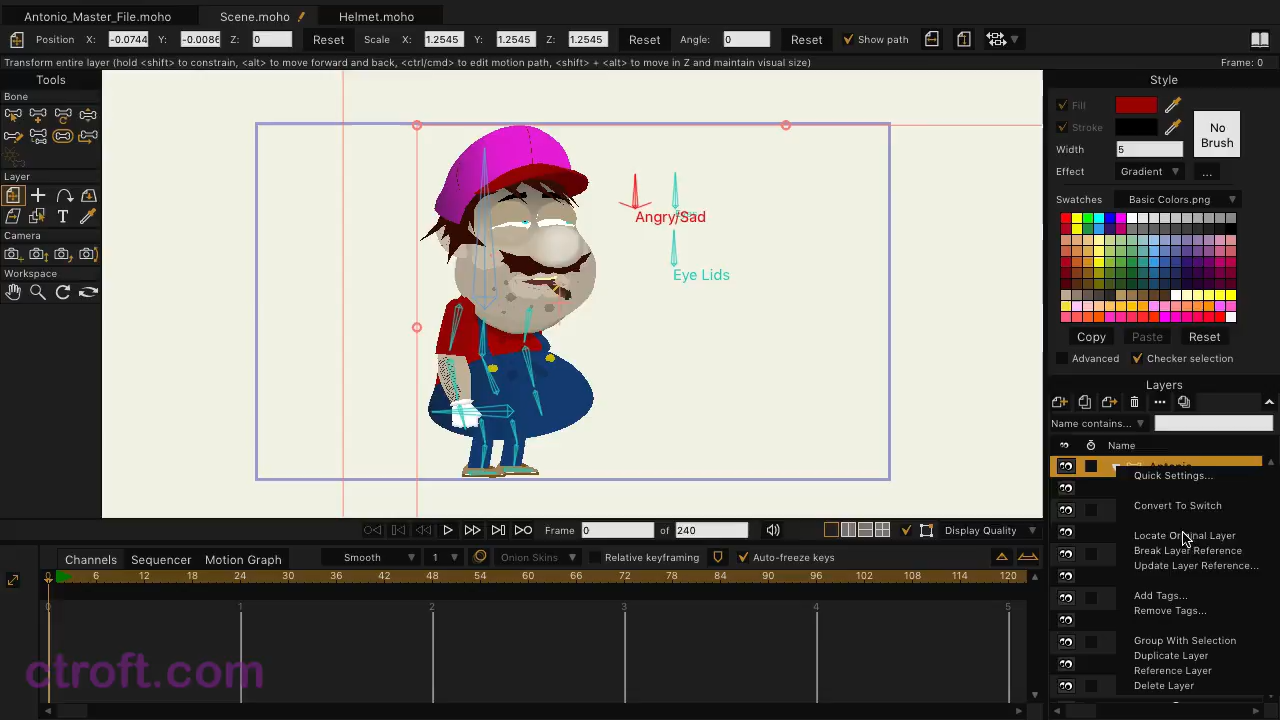 Antonio_Master_File.moho Scene.moho Helmet.moho
Position X: -0.0744 Y: -0.0086 Z: 0 Reset Scale X: 1.2545 Y: 1.2545 Z: 1.2545 Reset Angle: 0 Reset Show path
Transform entire layer (hold <shift> to constrain, <alt> to move forward and back, <ctrl/cmd> to edit motion path, <shift> + <alt> to move in Z and maintain visual size) Frame: 0
Tools
Bone
Layer
Camera
Workspace
Angry/Sad
Eye Lids
Style
Fill
Stroke
No Brush
Width 5
Effect Gradient ...
Swatches Basic Colors.png
Copy Paste Reset
Advanced Checker selection
Layers
Name contains...
Name
Quick Settings...
Convert To Switch
Locate Original Layer
Break Layer Reference
Update Layer Reference...
Add Tags...
Remove Tags...
Group With Selection
Duplicate Layer
Reference Layer
Delete Layer
Frame 0 of 240 Display Quality
Channels Sequencer Motion Graph Smooth 1 Onion Skins Relative keyframing Auto-freeze keys
6 12 18 24 30 36 42 48 54 60 66 72 78 84 90 96 102 108 114 120
0 1 2 3 4 5
ctroft.com